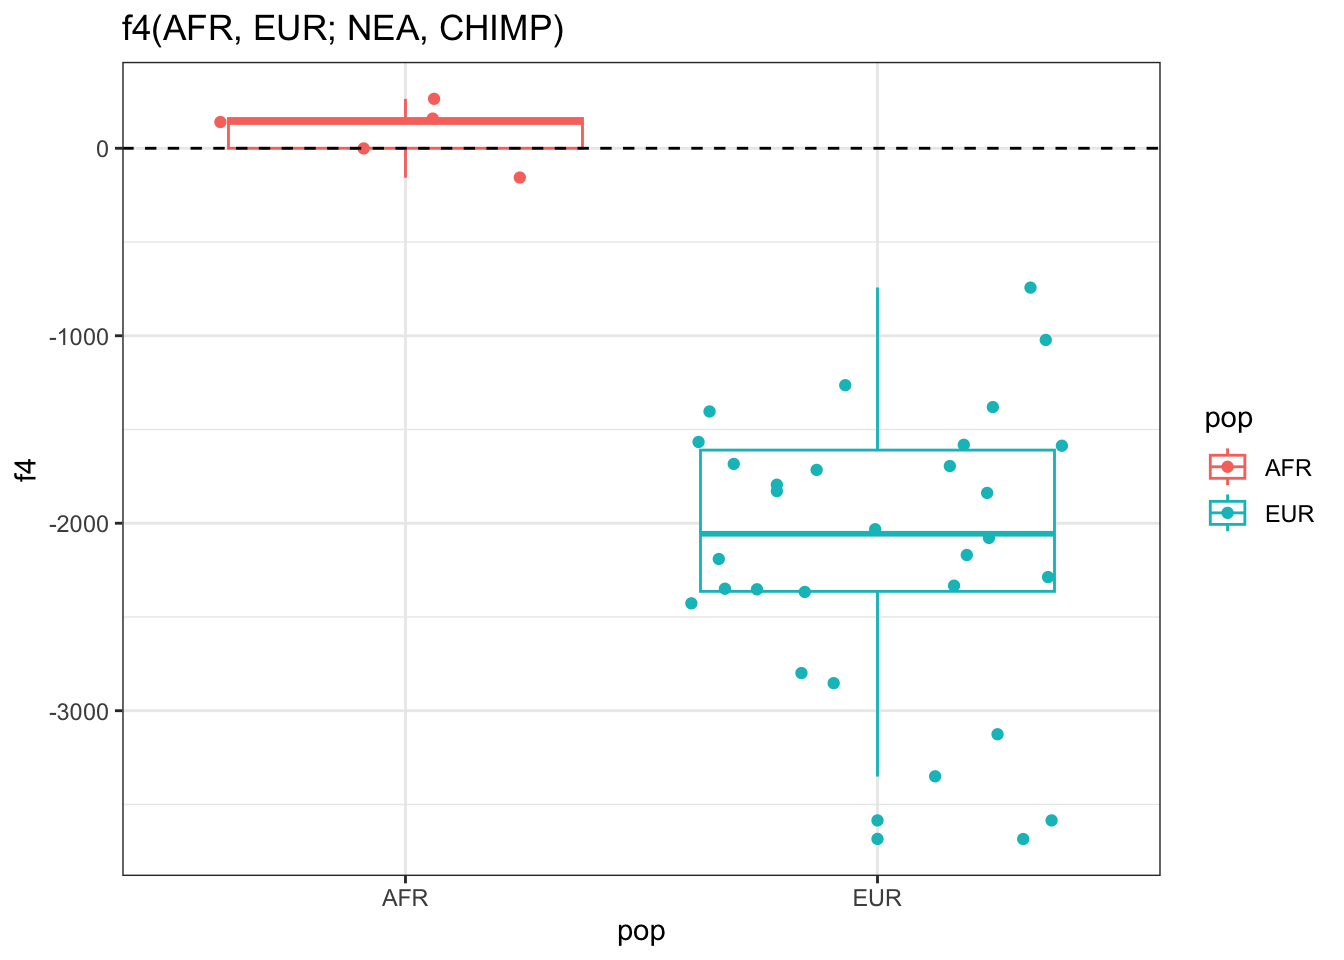 f4(AFR, EUR; NEA, CHIMP)
0
-1000
-2000
-3000
f4
AFR
EUR
pop
pop
AFR
EUR